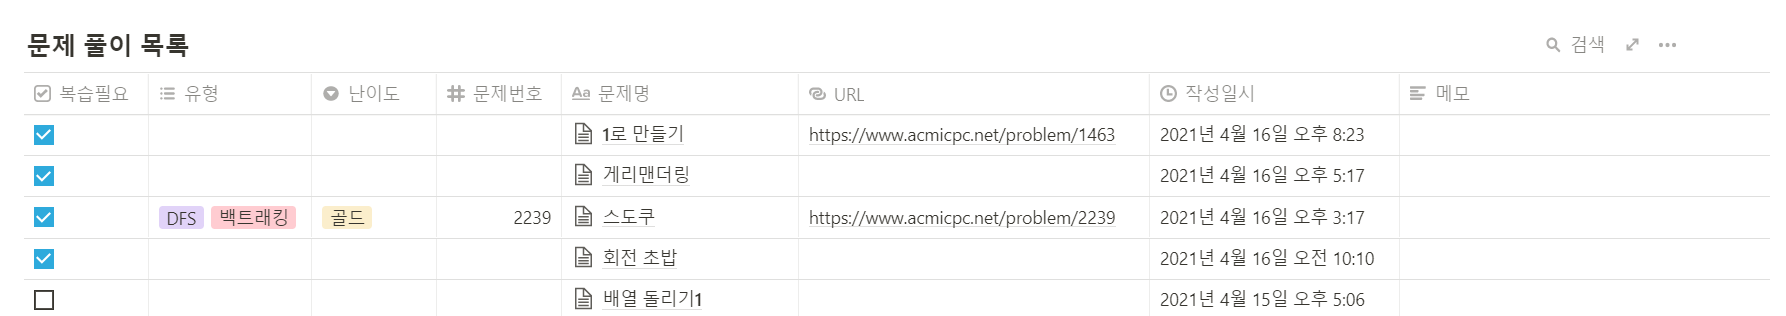 문제 풀이 목록
검색
복습필요 유형 난이도 문제번호 Aa 문제명 URL 작성일시 메모
1로 만들기 https://www.acmicpc.net/problem/1463 2021년 4월 16일 오후 8:23
게리맨더링 2021년 4월 16일 오후 5:17
DFS 백트래킹 골드 2239 스도쿠 https://www.acmicpc.net/problem/2239 2021년 4월 16일 오후 3:17
회전 초밥 2021년 4월 16일 오전 10:10
배열 돌리기1 2021년 4월 15일 오후 5:06